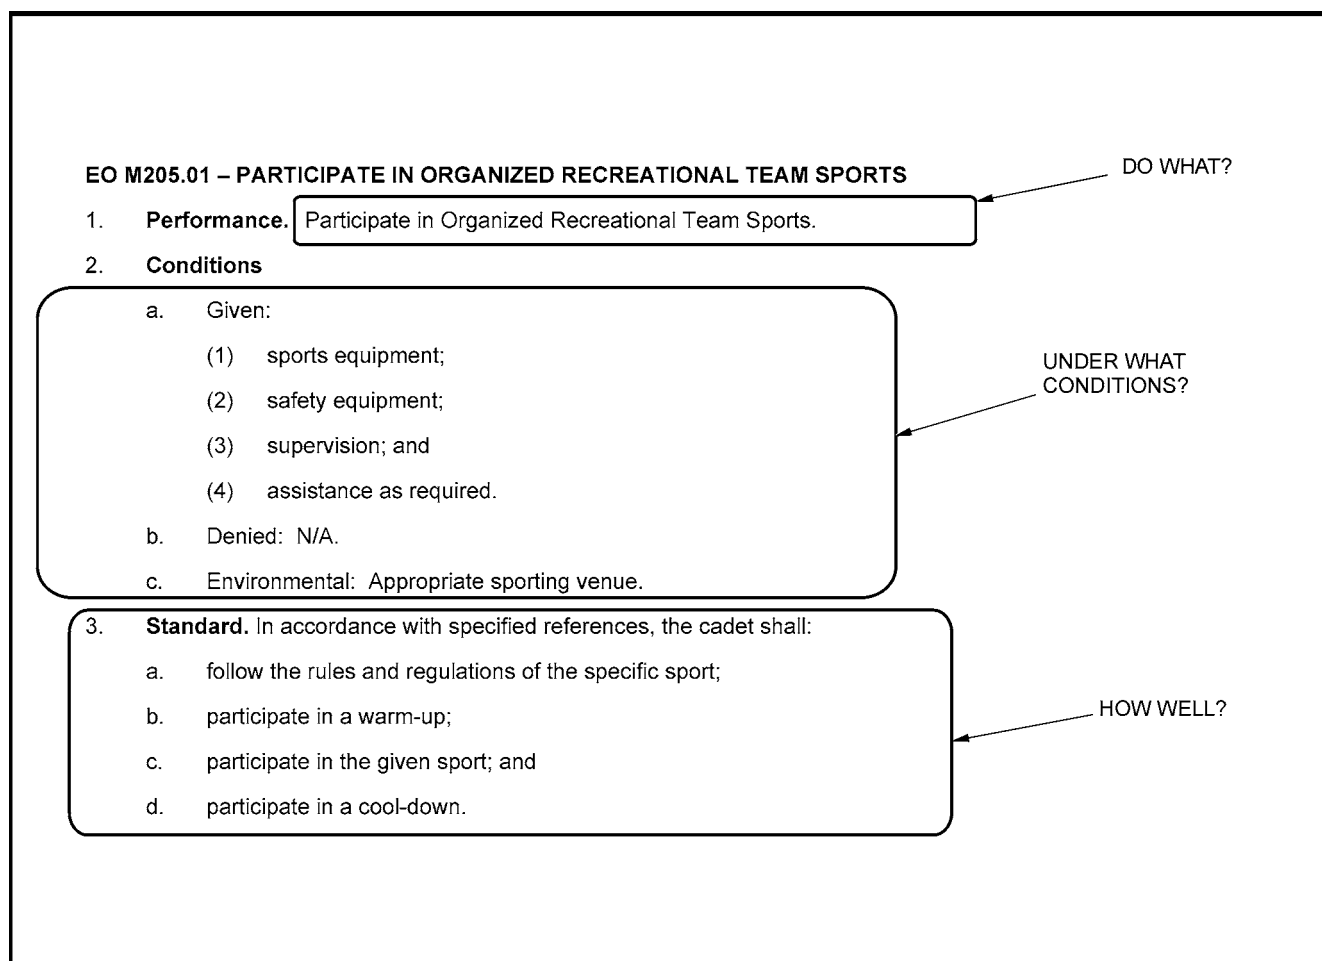 DO WHAT?
EO M205.01 – PARTICIPATE IN ORGANIZED RECREATIONAL TEAM SPORTS
1. Performance. Participate in Organized Recreational Team Sports.
2. Conditions
a. Given:
(1) sports equipment;
(2) safety equipment;
(3) supervision; and
(4) assistance as required.
b. Denied: N/A.
c. Environmental: Appropriate sporting venue.
UNDER WHAT
CONDITIONS?
3. Standard. In accordance with specified references, the cadet shall:
a. follow the rules and regulations of the specific sport;
b. participate in a warm-up;
c. participate in the given sport; and
d. participate in a cool-down.
HOW WELL?